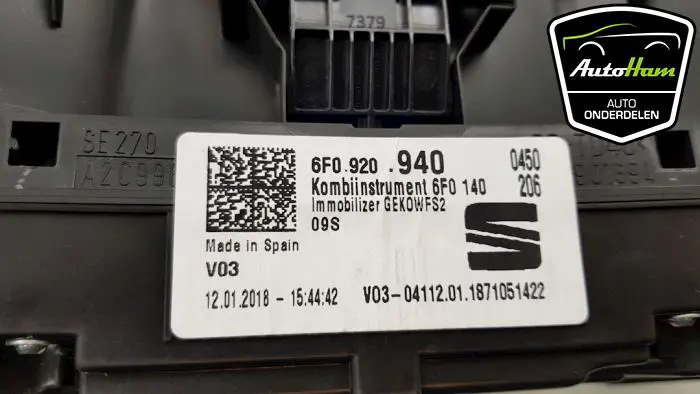 7379
AutoHam
AUTO
ONDERDELEN
SE270
A2C99
6F0.920 .940 0450
Kombiinstrument 6F0 140 206
Immobilizer GEKOWFS2
09S
Made in Spain
V03
12.01.2018 - 15:44:42 V03-04112.01.1871051422